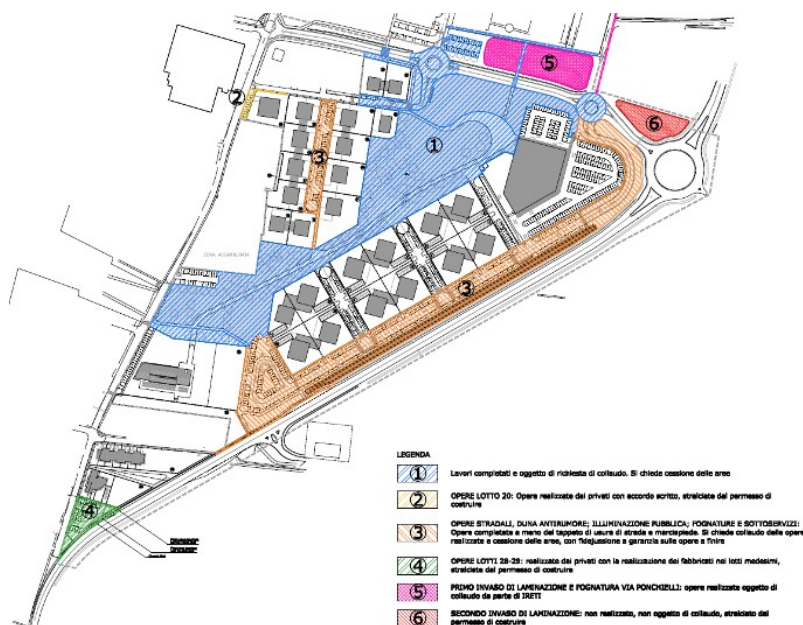 5
2
6
1
3
ZONA ACCORPAMENTO
3
4
LEGENDA
1 Lavori completati e oggetto di richiesta di collaudo. Si chiede cessione delle aree
2 OPERE LOTTO 20: Opere realizzate dai privati con accordo scritto, stralciate dal permesso di
costruire
3 OPERE STRADALI, DUNA ANTIRUMORE; ILLUMINAZIONE PUBBLICA; FOGNATURE E SOTTOSERVIZI:
Opera completata a meno del tappeto di usura di strada e marciapiede. Si chiede collaudo delle opere
realizzate e cessione delle aree, con fidejussione a garanzia sulle opere a finire
4 OPERE LOTTI 28-29: realizzate dai privati con la realizzazione dei fabbricati nei lotti medesimi,
stralciate dal permesso di costruire
5 PRIMO INVASO DI LAMINAZIONE E FOGNATURA VIA PONCHIELLI: opere realizzate oggetto di
collaudo da parte di IRETI
6 SECONDO INVASO DI LAMINAZIONE: non realizzato, non oggetto di collaudo, stralciato dal
permesso di costruire